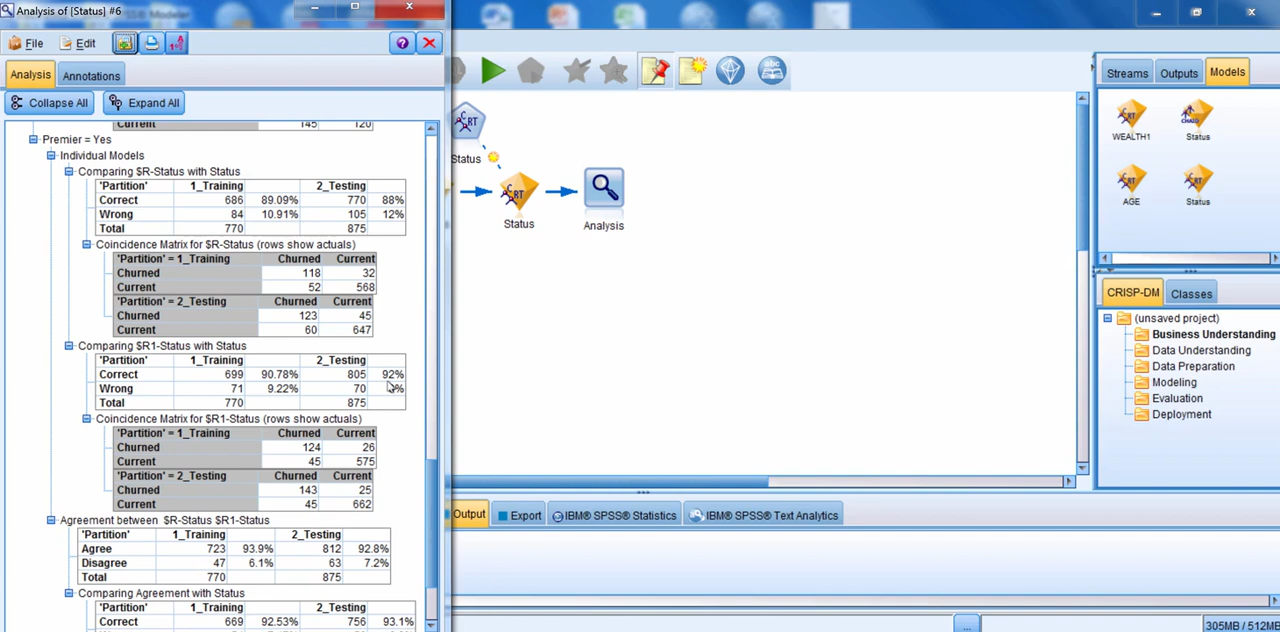 Analysis of [Status] #6
File Edit
Analysis Annotations
Collapse All Expand All
Current 145 120
Premier = Yes
Individual Models
Comparing $R-Status with Status
'Partition' 1_Training 2_Testing
Correct 686 89.09% 770 88%
Wrong 84 10.91% 105 12%
Total 770 875
Coincidence Matrix for $R-Status (rows show actuals)
'Partition' = 1_Training Churned Current
Churned 118 32
Current 52 568
'Partition' = 2_Testing Churned Current
Churned 123 45
Current 60 647
Comparing $R1-Status with Status
'Partition' 1_Training 2_Testing
Correct 699 90.78% 805 92%
Wrong 71 9.22% 70
Total 770 875
Coincidence Matrix for $R1-Status (rows show actuals)
'Partition' = 1_Training Churned Current
Churned 124 26
Current 45 575
'Partition' = 2_Testing Churned Current
Churned 143 25
Current 45 662
Agreement between $R-Status $R1-Status
'Partition' 1_Training 2_Testing
Agree 723 93.9% 812 92.8%
Disagree 47 6.1% 63 7.2%
Total 770 875
Comparing Agreement with Status
'Partition' 1_Training 2_Testing
Correct 669 92.53% 756 93.1%
abc
CRT
Status
CRT
Status
Analysis
Streams Outputs Models
CRT
WEALTH1
CHAID
Status
CRT
AGE
CRT
Status
CRISP-DM Classes
(unsaved project)
Business Understanding
Data Understanding
Data Preparation
Modeling
Evaluation
Deployment
Output Export IBM® SPSS® Statistics IBM® SPSS® Text Analytics
... 305MB / 512MB